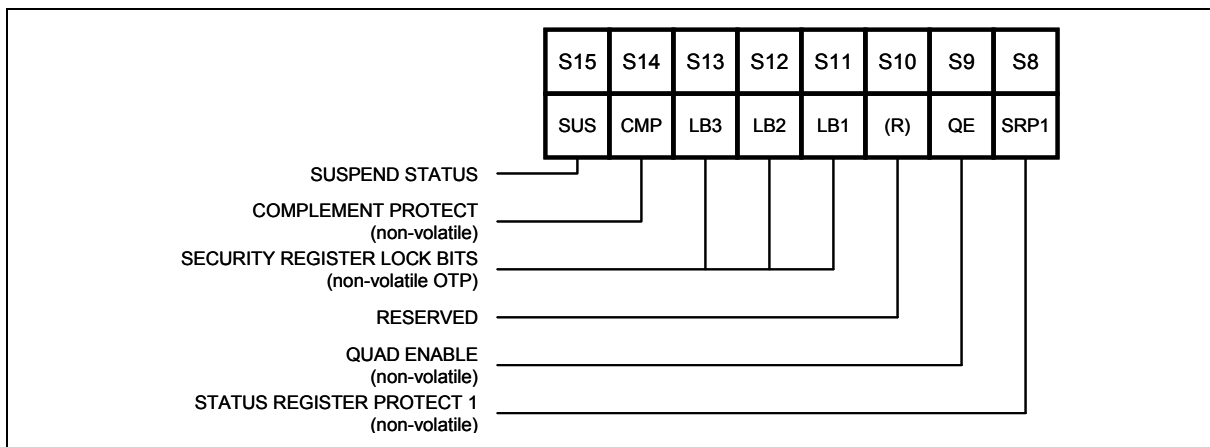 S15 S14 S13 S12 S11 S10 S9 S8
SUS CMP LB3 LB2 LB1 (R) QE SRP1
SUSPEND STATUS
COMPLEMENT PROTECT
(non-volatile)
SECURITY REGISTER LOCK BITS
(non-volatile OTP)
RESERVED
QUAD ENABLE
(non-volatile)
STATUS REGISTER PROTECT 1
(non-volatile)